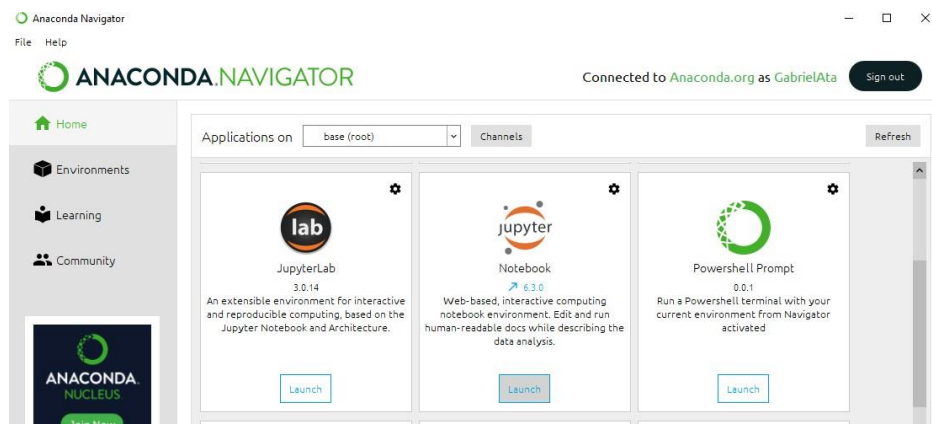 Anaconda Navigator
File Help
ANACONDA.NAVIGATOR
Connected to Anaconda.org as GabrielAta
Sign out
Home
Environments
Learning
Community
ANACONDA.
NUCLEUS
Join Now
Applications on base (root) Channels Refresh
lab
JupyterLab
3.0.14
An extensible environment for interactive
and reproducible computing, based on the
Jupyter Notebook and Architecture.
Launch
jupyter
Notebook
6.3.0
Web-based, interactive computing
notebook environment. Edit and run
human-readable docs while describing the
data analysis.
Launch
Powershell Prompt
0.0.1
Run a Powershell terminal with your
current environment from Navigator
activated
Launch